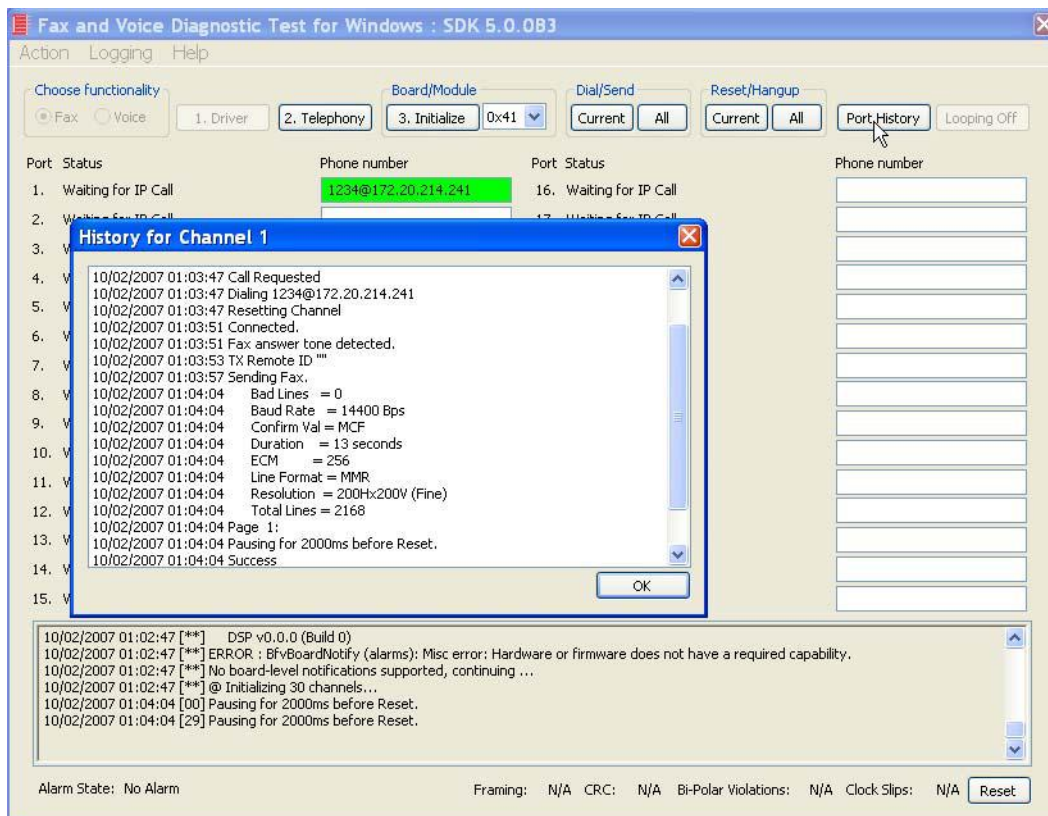 Fax and Voice Diagnostic Test for Windows : SDK 5.0.0B3
Action Logging Help
Choose functionality Board/Module Dial/Send Reset/Hangup
Fax Voice 1. Driver 2. Telephony 3. Initialize 0x41 Current All Current All Port History Looping Off
Port Status Phone number Port Status Phone number
1. Waiting for IP Call 1234@172.20.214.241 16. Waiting for IP Call
2. Waiting for IP Call 17. Waiting for IP Call
History for Channel 1
3. W
4. W
5. W
6. W
7. W
8. W
9. W
10. W
11. W
12. W
13. W
14. W
15. W
10/02/2007 01:03:47 Call Requested
10/02/2007 01:03:47 Dialing 1234@172.20.214.241
10/02/2007 01:03:47 Resetting Channel
10/02/2007 01:03:51 Connected.
10/02/2007 01:03:51 Fax answer tone detected.
10/02/2007 01:03:53 TX Remote ID ""
10/02/2007 01:03:57 Sending Fax.
10/02/2007 01:04:04 Bad Lines = 0
10/02/2007 01:04:04 Baud Rate = 14400 Bps
10/02/2007 01:04:04 Confirm Val = MCF
10/02/2007 01:04:04 Duration = 13 seconds
10/02/2007 01:04:04 ECM = 256
10/02/2007 01:04:04 Line Format = MMR
10/02/2007 01:04:04 Resolution = 200Hx200V (Fine)
10/02/2007 01:04:04 Total Lines = 2168
10/02/2007 01:04:04 Page 1:
10/02/2007 01:04:04 Pausing for 2000ms before Reset.
10/02/2007 01:04:04 Success
OK
10/02/2007 01:02:47 [**] DSP v0.0.0 (Build 0)
10/02/2007 01:02:47 [**] ERROR : BfvBoardNotify (alarms): Misc error: Hardware or firmware does not have a required capability.
10/02/2007 01:02:47 [**] No board-level notifications supported, continuing ...
10/02/2007 01:02:47 [**] @ Initializing 30 channels...
10/02/2007 01:04:04 [00] Pausing for 2000ms before Reset.
10/02/2007 01:04:04 [29] Pausing for 2000ms before Reset.
Alarm State: No Alarm Framing: N/A CRC: N/A Bi-Polar Violations: N/A Clock Slips: N/A Reset